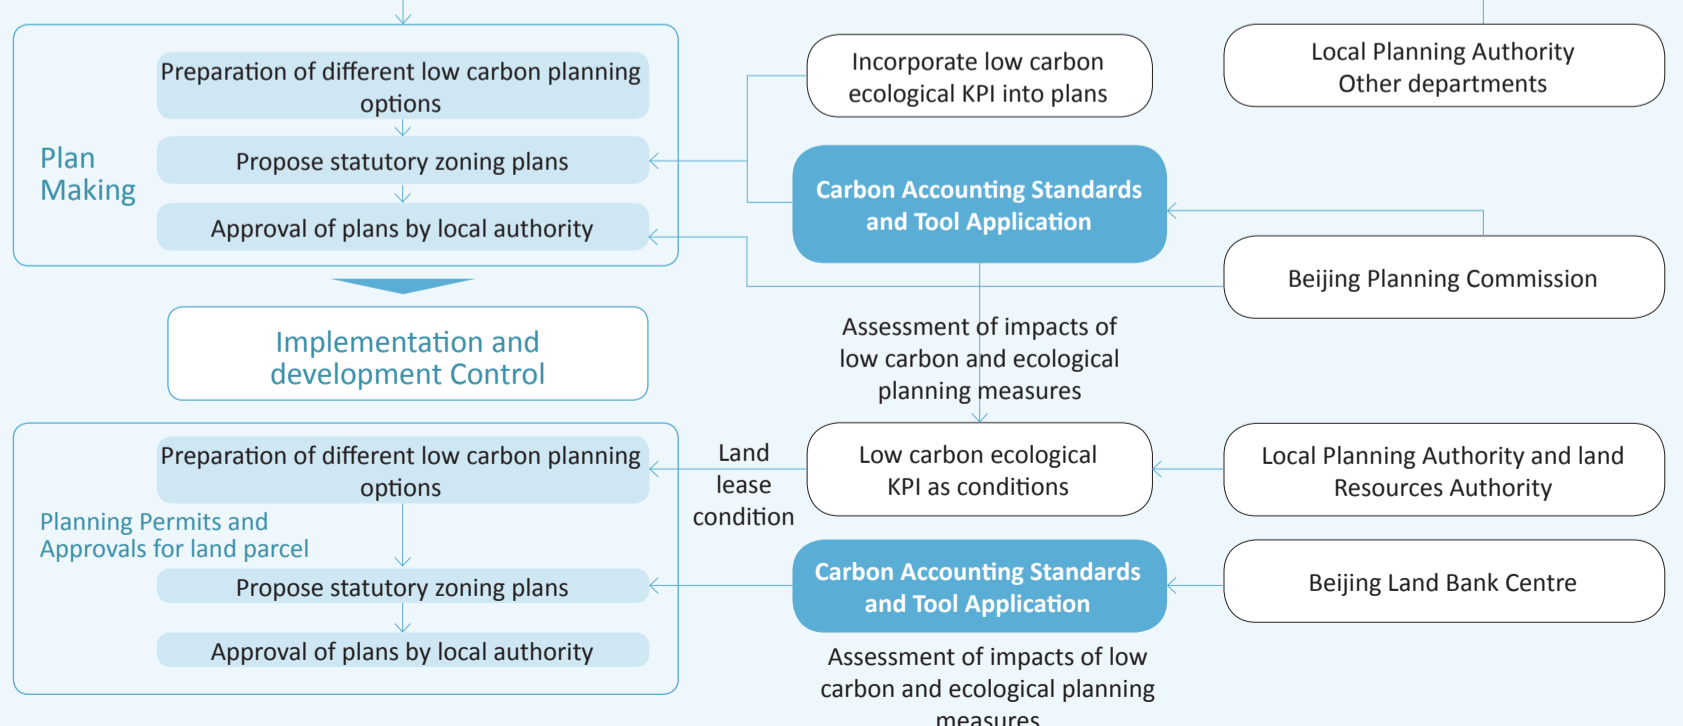 Preparation of different low carbon planning
options
Plan
Making
Propose statutory zoning plans
Approval of plans by local authority
Incorporate low carbon
ecological KPI into plans
Carbon Accounting Standards
and Tool Application
Local Planning Authority
Other departments
Beijing Planning Commission
Implementation and
development Control
Assessment of impacts of
low carbon and ecological
planning measures
Preparation of different low carbon planning
options
Planning Permits and
Approvals for land parcel
Propose statutory zoning plans
Approval of plans by local authority
Land
lease
condition
Low carbon ecological
KPI as conditions
Local Planning Authority and land
Resources Authority
Carbon Accounting Standards
and Tool Application
Beijing Land Bank Centre
Assessment of impacts of low
carbon and ecological planning
measures